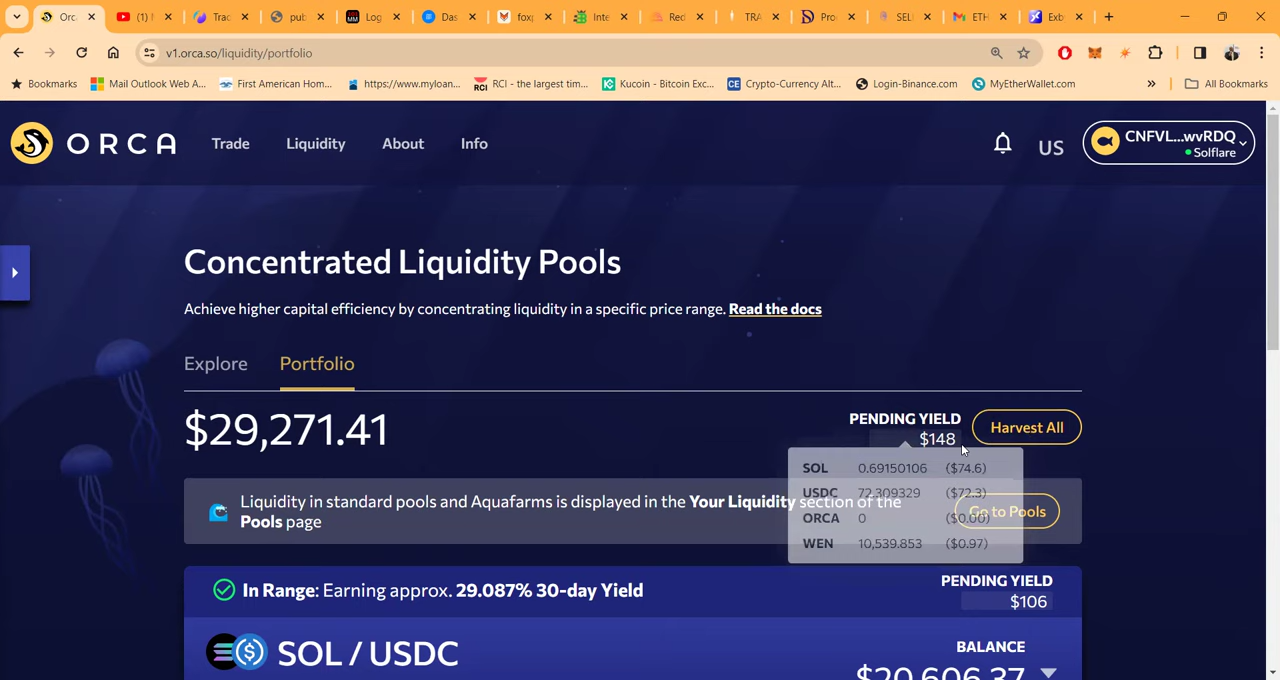 Orc
(1)
Trac
pub
Log
Das
foxp
Inte
Red
TRA
Pro
SEL
ETH
Exb
v1.orca.so/liquidity/portfolio
Bookmarks
Mail Outlook Web A...
First American Hom...
https://www.myloan...
RCI - the largest tim...
Kucoin - Bitcoin Exc...
Crypto-Currency Alt...
Login-Binance.com
MyEtherWallet.com
»
All Bookmarks
ORCA
Trade
Liquidity
About
Info
US
CNFVL...wvRDQ
Solflare
Concentrated Liquidity Pools
Achieve higher capital efficiency by concentrating liquidity in a specific price range. Read the docs
Explore
Portfolio
$29,271.41
PENDING YIELD
$148
Harvest All
SOL 0.69150106 ($74.6)
USDC 72.309329 ($72.3)
ORCA 0 ($0.00)
WEN 10,539.853 ($0.97)
Liquidity in standard pools and Aquafarms is displayed in the Your Liquidity section of the
Pools page
Go to Pools
In Range: Earning approx. 29.087% 30-day Yield
PENDING YIELD
$106
SOL / USDC
BALANCE
$20,606.37